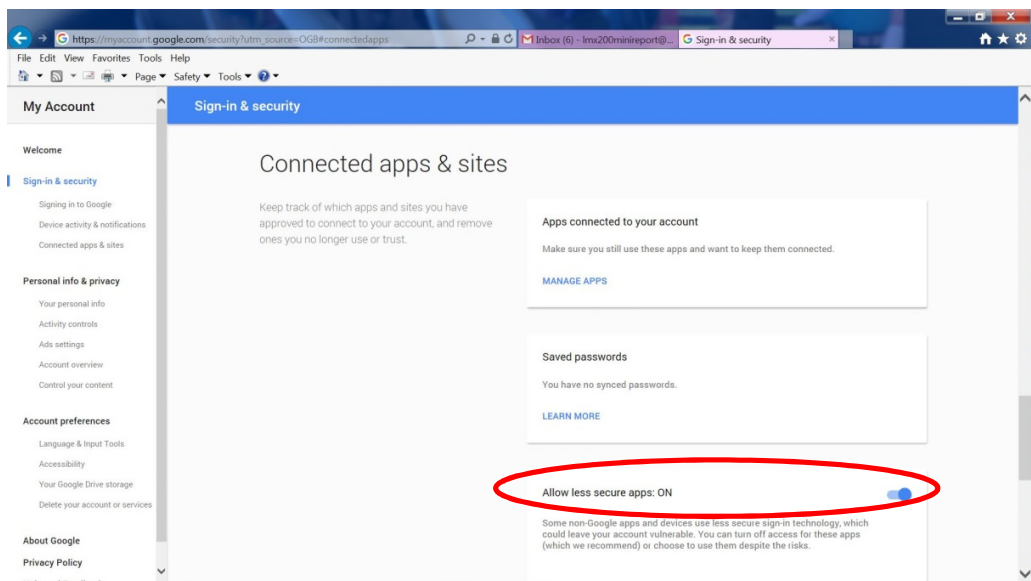 https://myaccount.google.com/security?utm_source=OGB#connectedapps
Inbox (6) - lmx200minireport@...
Sign-in & security
File Edit View Favorites Tools Help
Page Safety Tools
My Account
Sign-in & security
Welcome
Sign-in & security
Signing in to Google
Device activity & notifications
Connected apps & sites
Personal info & privacy
Your personal info
Activity controls
Ads settings
Account overview
Control your content
Account preferences
Language & Input Tools
Accessibility
Your Google Drive storage
Delete your account or services
About Google
Privacy Policy
Connected apps & sites
Keep track of which apps and sites you have
approved to connect to your account, and remove
ones you no longer use or trust.
Apps connected to your account
Make sure you still use these apps and want to keep them connected.
MANAGE APPS
Saved passwords
You have no synced passwords.
LEARN MORE
Allow less secure apps: ON
Some non-Google apps and devices use less secure sign-in technology, which
could leave your account vulnerable. You can turn off access for these apps
(which we recommend) or choose to use them despite the risks.